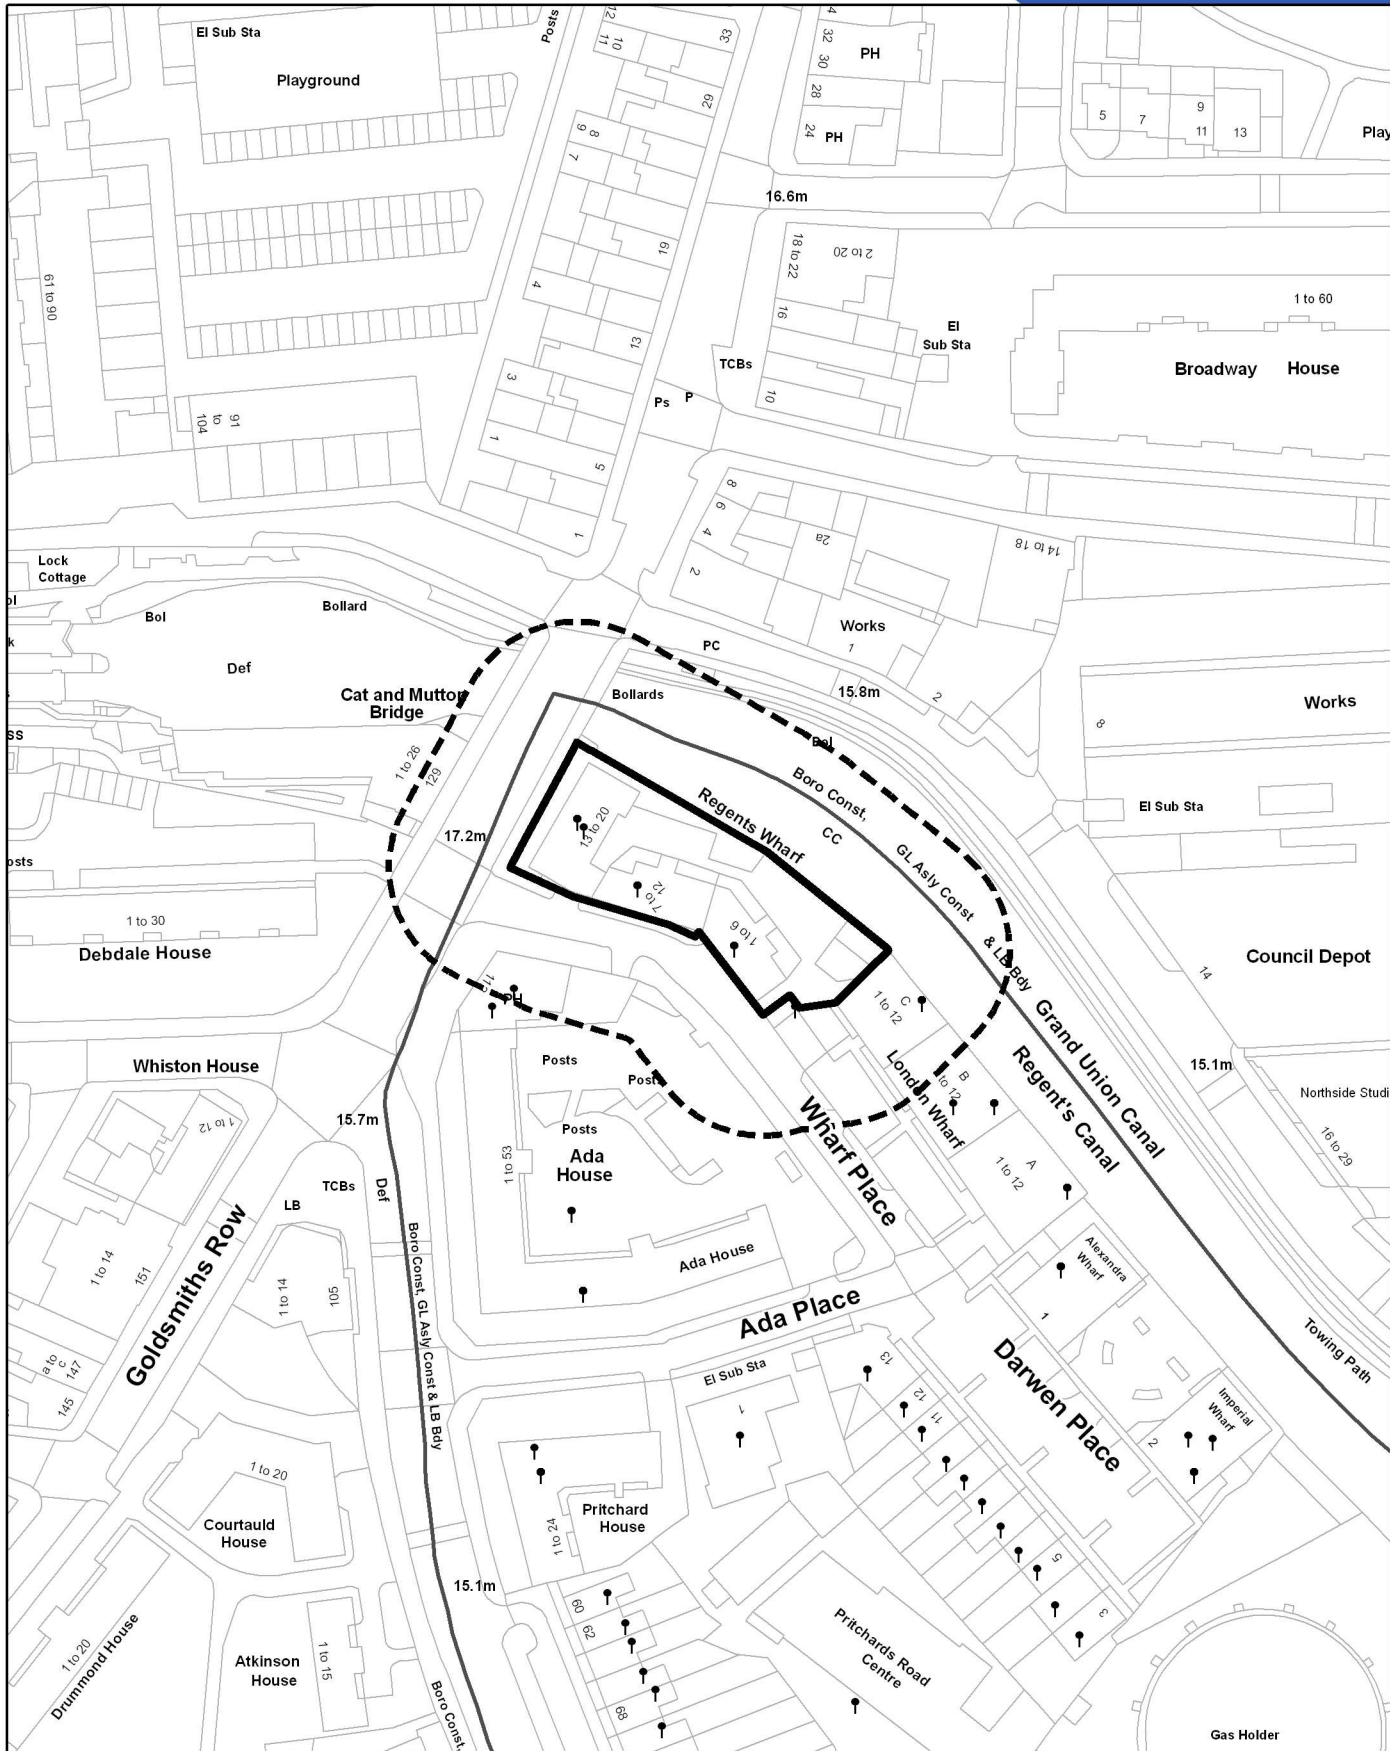 El Sub Sta
Playground
Posts
12
11
10
33
29
9
8
7
19
4
13
3
1
5
1
4
32
30
28
24
PH
PH
5
7
9
11
13
Play
16.6m
18 to 22
2 to 20
16
10
El
Sub Sta
TCBs
Ps
P
1 to 60
Broadway House
61 to 90
91
to
104
Lock
Cottage
Bol
Bollard
Def
Cat and Mutton
Bridge
8
6
4
2
2a
14 to 18
Works
1
2
PC
15.8m
Bollards
Bol
Works
8
El Sub Sta
1 to 26
129
17.2m
13 to 20
Regents Wharf
7 to
12
1 to 6
Boro Const,
CC
GL Asly Const
& LB Bdy
osts
1 to 30
Debdale House
Council Depot
14
PH
C
1 to 12
B
to 12
A
1 to 12
London Wharf
Grand Union Canal
Regent's Canal
15.1m
Northside Studi
16 to 29
Whiston House
1 to 12
15.7m
Posts
Posts
Posts
Ada
House
1 to 53
Wharf Place
TCBs
LB
Def
Boro Const, GL Asly Const & LB Bdy
Goldsmiths Row
1 to 14
151
1 to 14
105
a to c
147
145
Ada House
Ada Place
Alexandra
Wharf
1
Towing Path
Darwen Place
El Sub Sta
1
13
12
11
5
3
Imperial
Wharf
2
1 to 20
Courtauld
House
Pritchard
House
1 to 24
15.1m
60
62
68
Drummond House
1 to 20
Atkinson
House
1 to 15
Boro Const,
Pritchards Road
Centre
Gas Holder